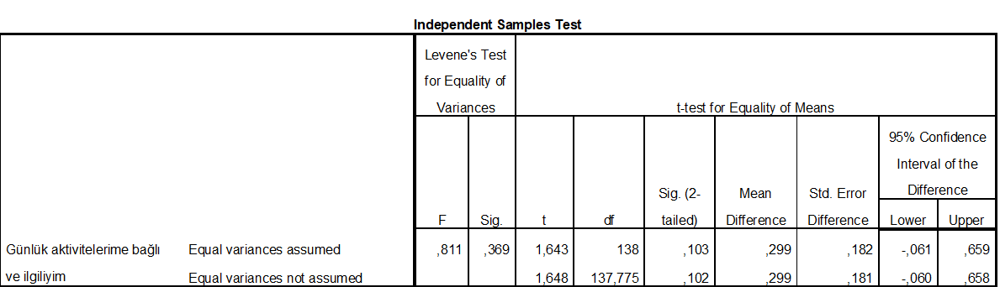 Independent Samples Test
Levene's Test
for Equality of
Variances
t-test for Equality of Means
95% Confidence
Interval of the
Difference
F Sig. t df Sig. (2-
tailed) Mean
Difference Std. Error
Difference Lower Upper
Günlük aktivitelerime bağlı
ve ilgiliyim
Equal variances assumed ,811 ,369 1,643 138 ,103 ,299 ,182 -,061 ,659
Equal variances not assumed 1,648 137,775 ,102 ,299 ,181 -,060 ,658